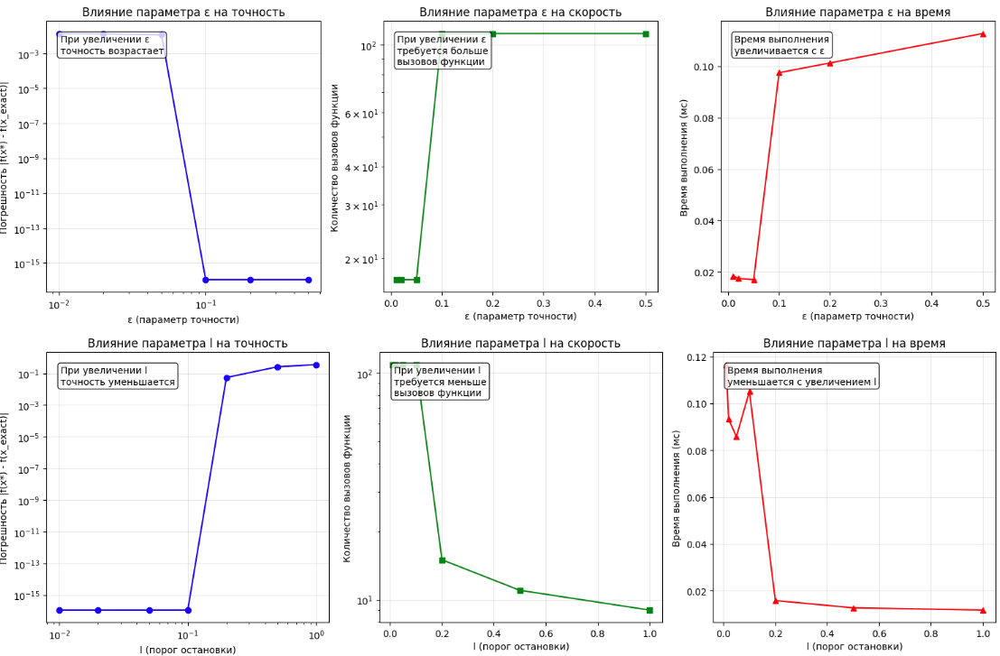 Влияние параметра ε на точность
При увеличении ε
точность возрастает
10⁻³
10⁻⁵
10⁻⁷
10⁻⁹
10⁻¹¹
10⁻¹³
10⁻¹⁵
Погрешность |f(x*) - f(x_exact)|
10⁻² 10⁻¹
ε (параметр точности)
Влияние параметра ε на скорость
При увеличении ε
требуется больше
вызовов функции
10²
6 × 10¹
4 × 10¹
3 × 10¹
2 × 10¹
Количество вызовов функции
0.0 0.1 0.2 0.3 0.4 0.5
ε (параметр точности)
Влияние параметра ε на время
Время выполнения
увеличивается с ε
0.10
0.08
0.06
0.04
0.02
Время выполнения (мс)
0.0 0.1 0.2 0.3 0.4 0.5
ε (параметр точности)
Влияние параметра l на точность
При увеличении l
точность уменьшается
10⁻¹
10⁻³
10⁻⁵
10⁻⁷
10⁻⁹
10⁻¹¹
10⁻¹³
10⁻¹⁵
Погрешность |f(x*) - f(x_exact)|
10⁻² 10⁻¹ 10⁰
l (порог остановки)
Влияние параметра l на скорость
При увеличении l
требуется меньше
вызовов функции
10²
10¹
Количество вызовов функции
0.0 0.2 0.4 0.6 0.8 1.0
l (порог остановки)
Влияние параметра l на время
Время выполнения
уменьшается с увеличением l
0.12
0.10
0.08
0.06
0.04
0.02
Время выполнения (мс)
0.0 0.2 0.4 0.6 0.8 1.0
l (порог остановки)